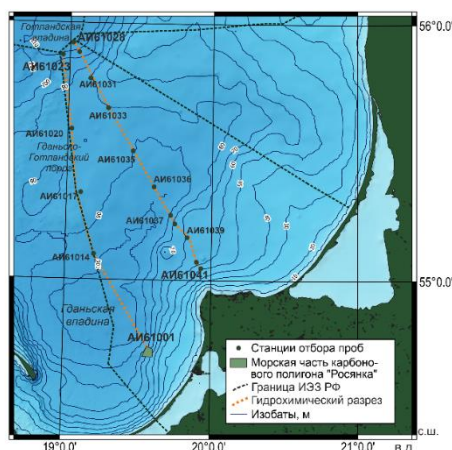 Готландская
впадина
АИ61028
56°0.0'
АИ61023
АИ61031
АИ61033
АИ61020
Гданьско-
Готландский
порог
АИ61035
АИ61036
АИ61017
АИ61037
АИ61039
АИ61014
АИ61041
55°0.0'
Гданьская
впадина
АИ61001
Станции отбора проб
Морская часть карбоно-
вого полигона "Росянка"
Граница ИЭЗ РФ
Гидрохимический разрез
Изобаты, м
с.ш.
19°0.0' 20°0.0' 21°0.0' в.д.